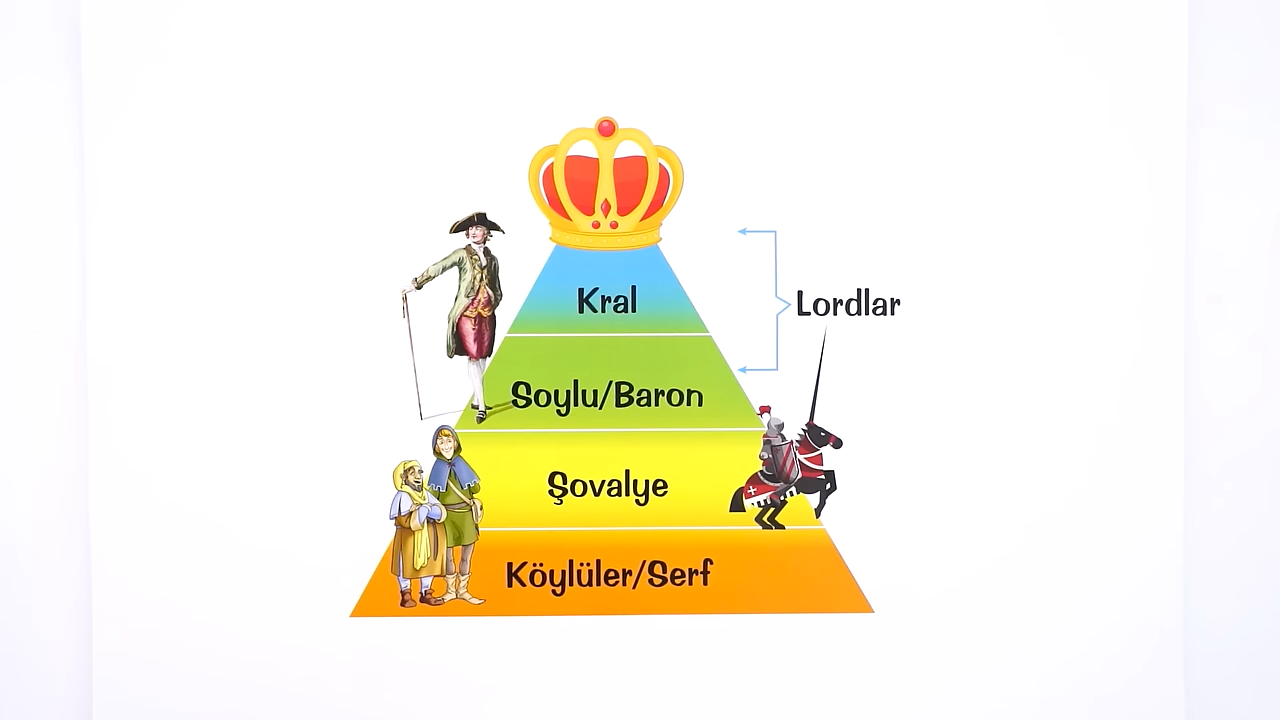 Kral
Lordlar
Soylu/Baron
Şovalye
Köylüler/Serf